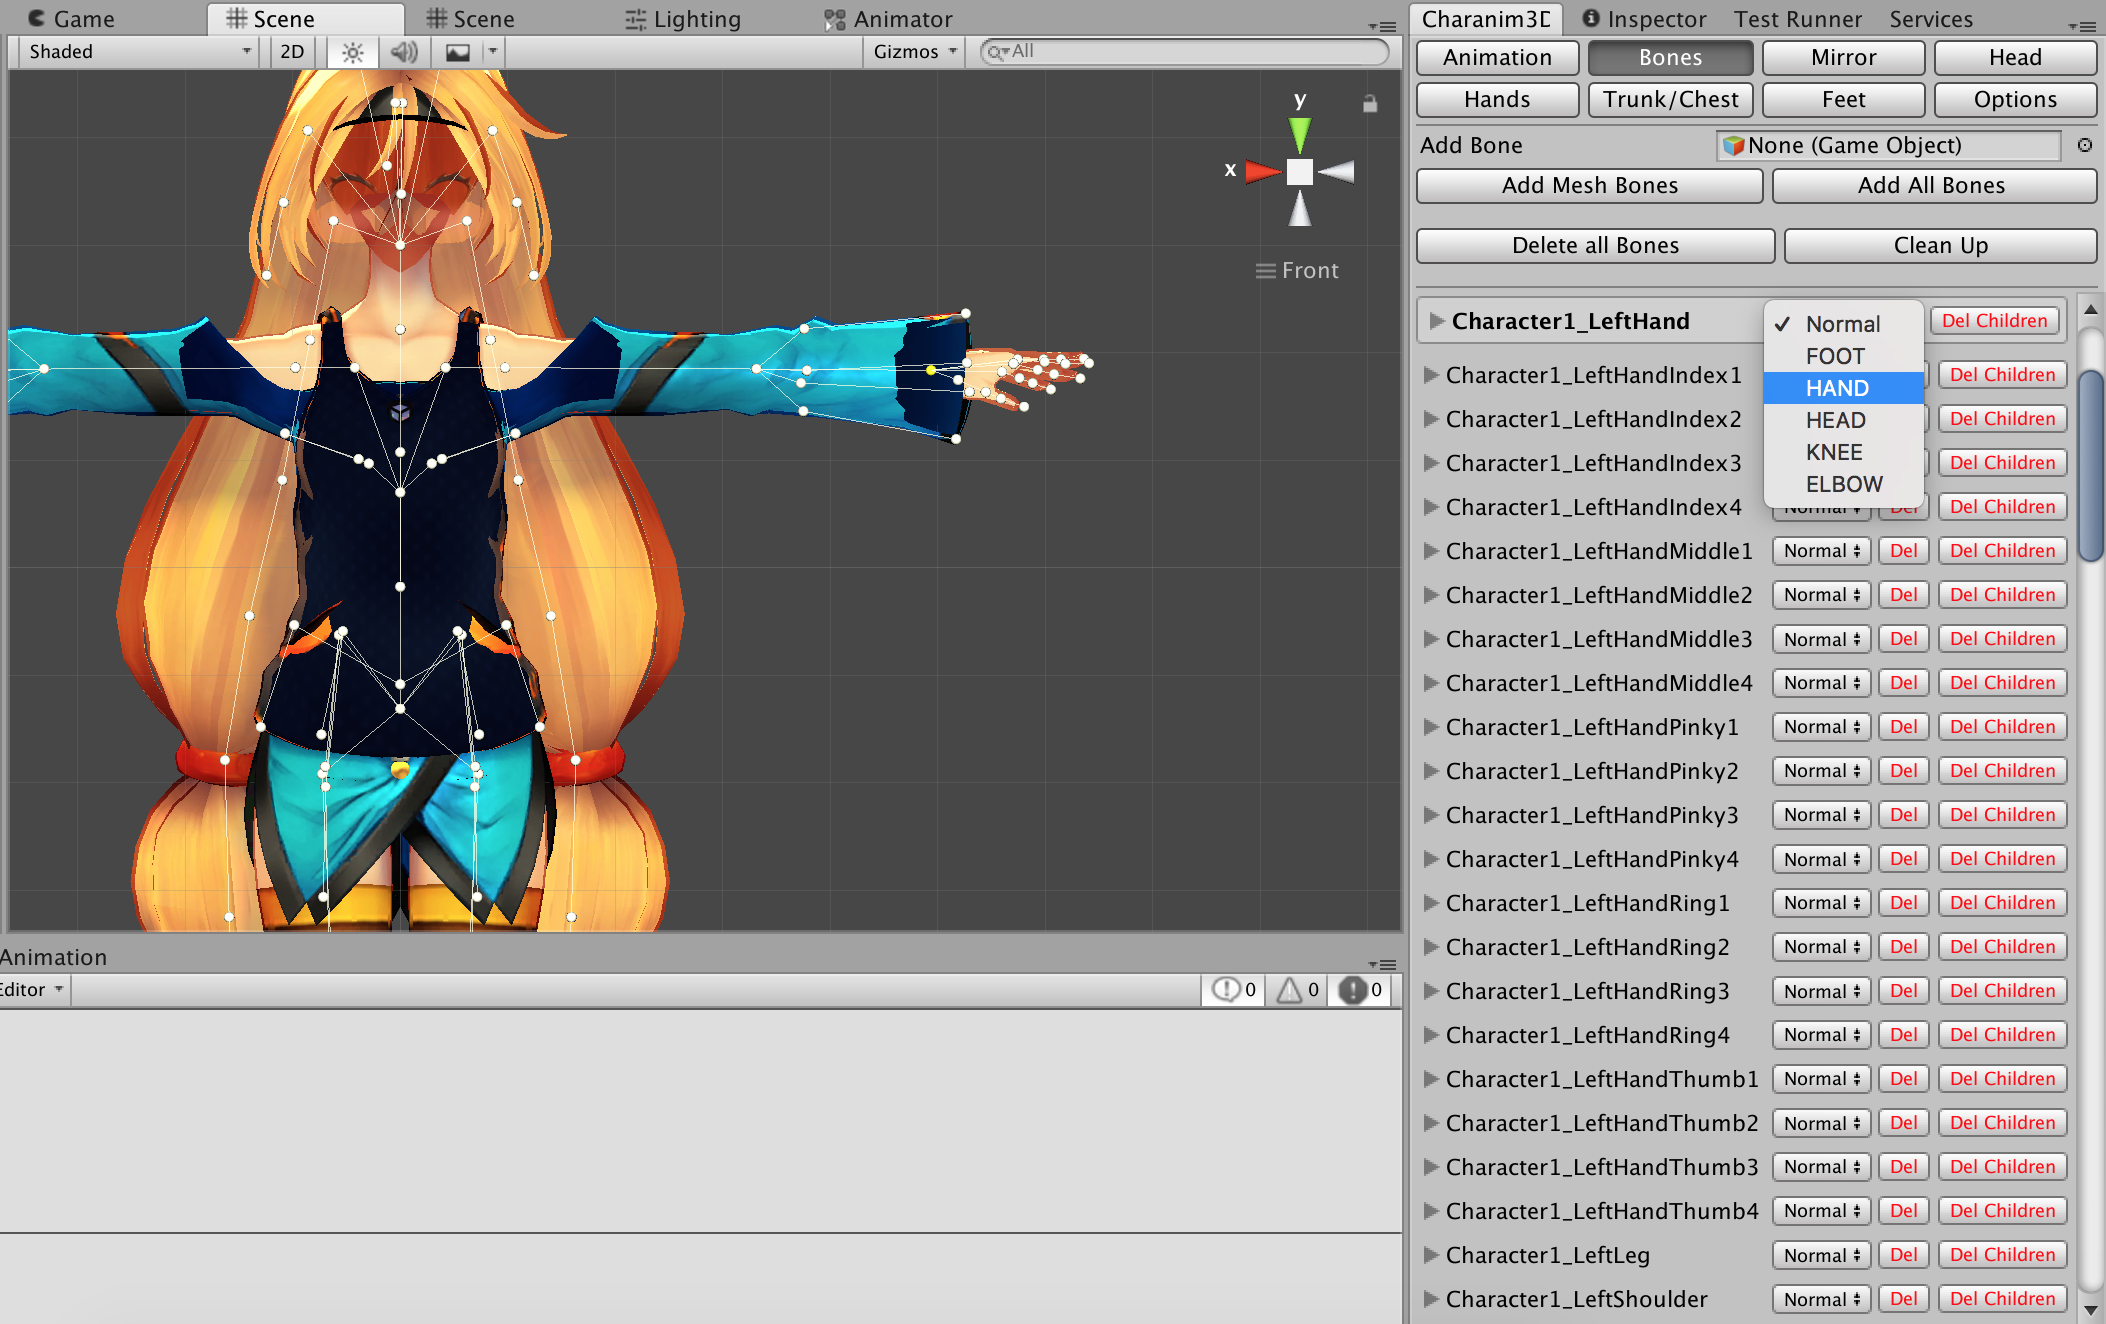 Game
Scene
Scene
Lighting
Animator
Shaded
2D
Gizmos
All
y
x
Front
Animation
Editor
0
0
0
Charanim3D
Inspector
Test Runner
Services
Animation
Bones
Mirror
Head
Hands
Trunk/Chest
Feet
Options
Add Bone
None (Game Object)
Add Mesh Bones
Add All Bones
Delete all Bones
Clean Up
Character1_LeftHand
Del Children
Normal
FOOT
HAND
HEAD
KNEE
ELBOW
Character1_LeftHandIndex1 Del Children
Character1_LeftHandIndex2 Del Children
Character1_LeftHandIndex3 Del Children
Character1_LeftHandIndex4 Normal Del Del Children
Character1_LeftHandMiddle1 Normal Del Del Children
Character1_LeftHandMiddle2 Normal Del Del Children
Character1_LeftHandMiddle3 Normal Del Del Children
Character1_LeftHandMiddle4 Normal Del Del Children
Character1_LeftHandPinky1 Normal Del Del Children
Character1_LeftHandPinky2 Normal Del Del Children
Character1_LeftHandPinky3 Normal Del Del Children
Character1_LeftHandPinky4 Normal Del Del Children
Character1_LeftHandRing1 Normal Del Del Children
Character1_LeftHandRing2 Normal Del Del Children
Character1_LeftHandRing3 Normal Del Del Children
Character1_LeftHandRing4 Normal Del Del Children
Character1_LeftHandThumb1 Normal Del Del Children
Character1_LeftHandThumb2 Normal Del Del Children
Character1_LeftHandThumb3 Normal Del Del Children
Character1_LeftHandThumb4 Normal Del Del Children
Character1_LeftLeg Normal Del Del Children
Character1_LeftShoulder Normal Del Del Children